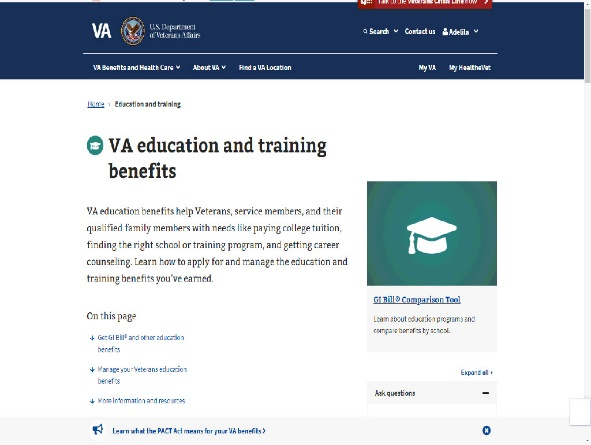 Talk to the Veterans Crisis Line now
VA
U.S. Department
of Veterans Affairs
Search
Contact us
Adelila
VA Benefits and Health Care
About VA
Find a VA Location
My VA
My HealtheVet
Home › Education and training
VA education and training
benefits
VA education benefits help Veterans, service members, and their
qualified family members with needs like paying college tuition,
finding the right school or training program, and getting career
counseling. Learn how to apply for and manage the education and
training benefits you've earned.
On this page
Get GI Bill® and other education
benefits
Manage your Veterans education
benefits
More information and resources
GI Bill® Comparison Tool
Learn about education programs and
compare benefits by school.
Expand all +
Ask questions
Learn what the PACT Act means for your VA benefits >